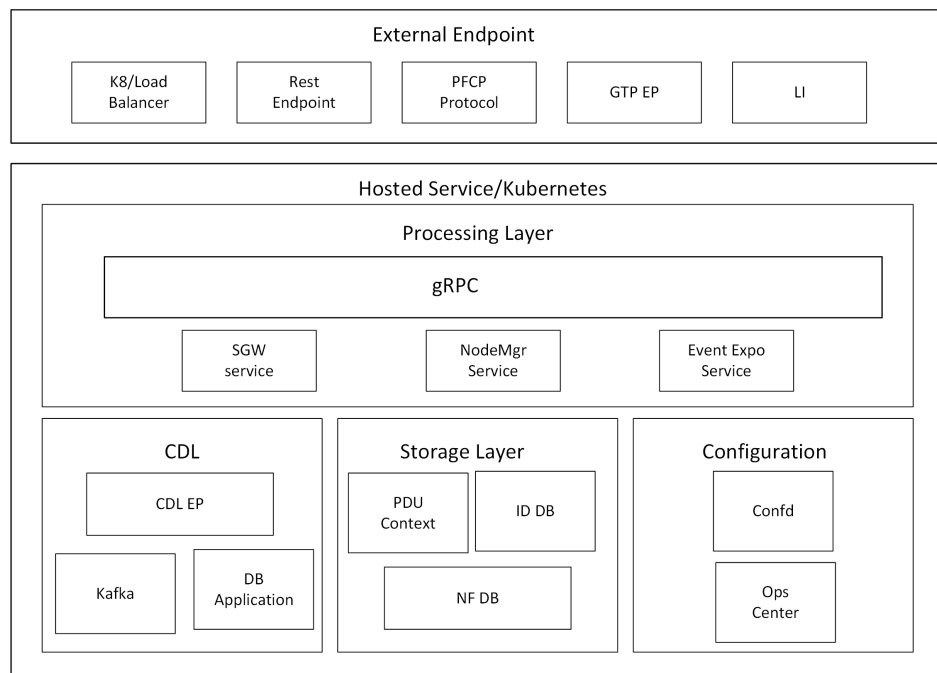 External Endpoint
K8/Load
Balancer
Rest
Endpoint
PFCP
Protocol
GTP EP
LI
Hosted Service/Kubernetes
Processing Layer
gRPC
SGW
service
NodeMgr
Service
Event Expo
Service
CDL
CDL EP
Kafka
DB
Application
Storage Layer
PDU
Context
ID DB
NF DB
Configuration
Confd
Ops
Center